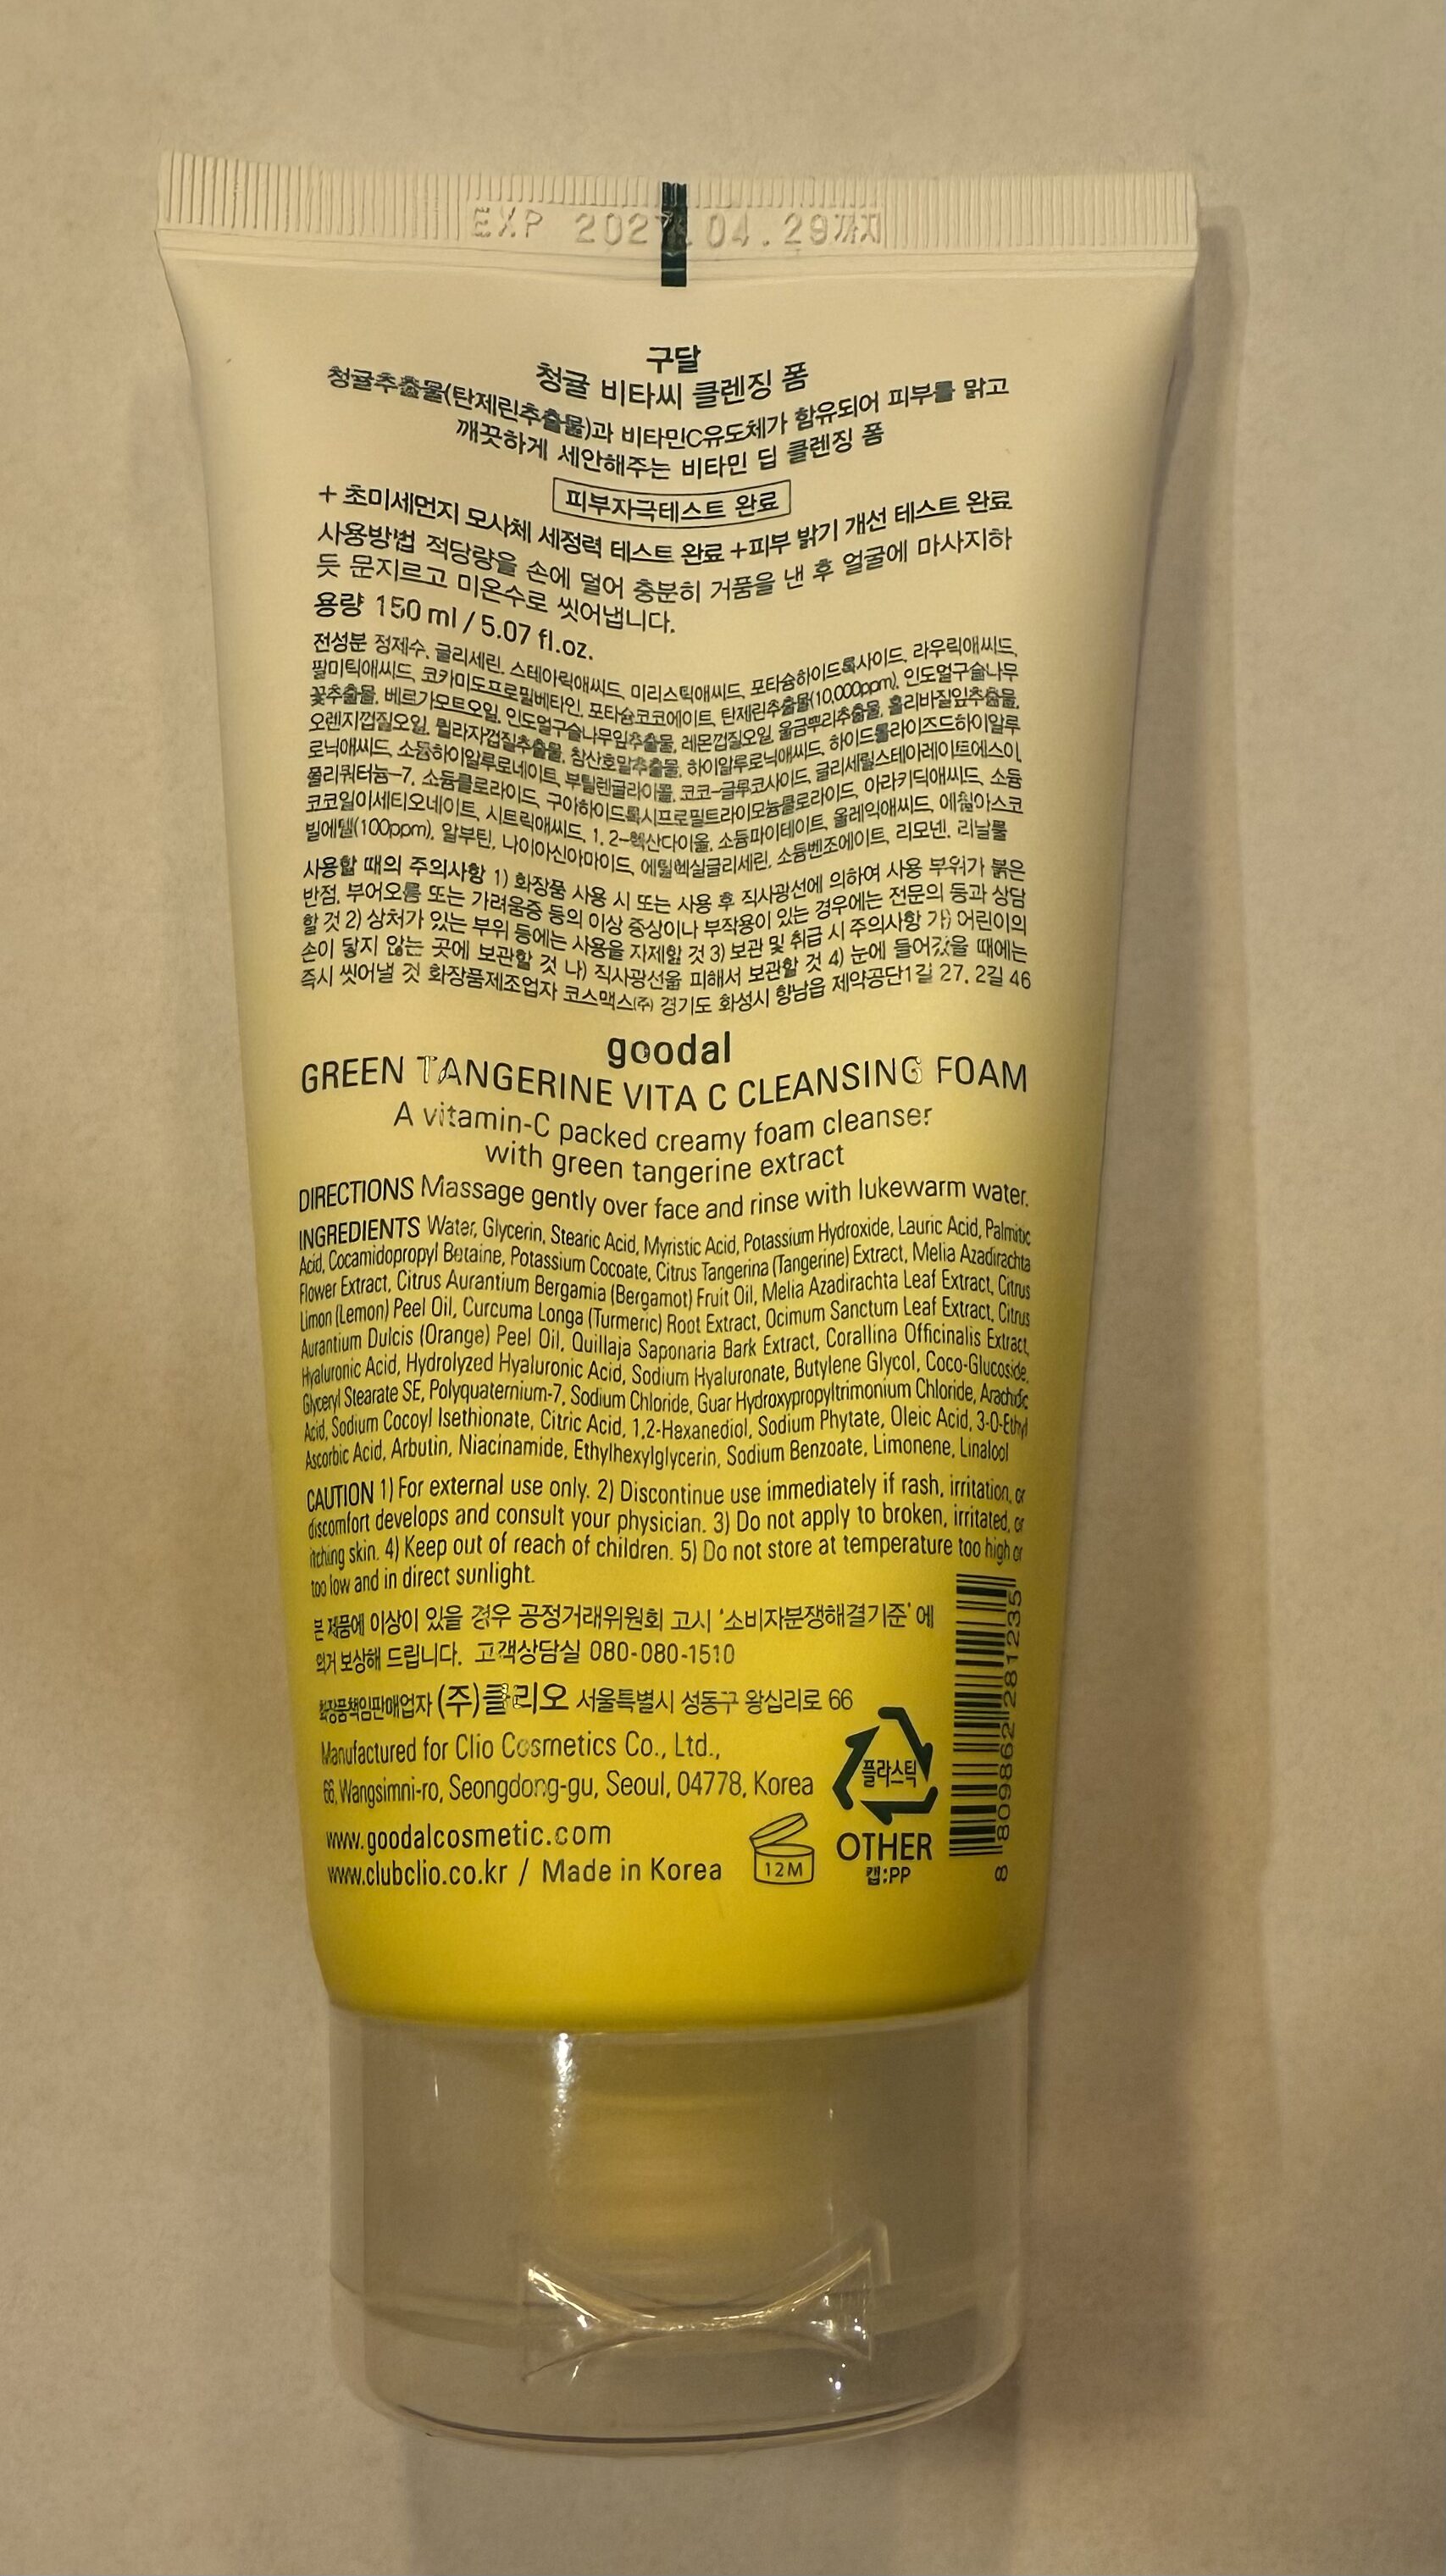 EXP 2027.04.29까지
구달
청귤 비타씨 클렌징 폼
청귤추출물(탄제린추출물)과 비타민C유도체가 함유되어 피부를 맑고
깨끗하게 세안해주는 비타민 딥 클렌징 폼
피부자극테스트 완료
+ 초미세먼지 모사체 세정력 테스트 완료 +피부 밝기 개선 테스트 완료
사용방법 적당량을 손에 덜어 충분히 거품을 낸 후 얼굴에 마사지하
듯 문지르고 미온수로 씻어냅니다.
용량 150 ml / 5.07 fl.oz.
전성분 정제수, 글리세린, 스테아릭애씨드, 미리스틱애씨드, 포타슘하이드록사이드, 라우릭애씨드,
팔미틱애씨드, 코카미도프로필베타인, 포타슘코코에이트, 탄제린추출물(10,000ppm), 인도멀구슬나무
꽃추출물, 베르가모트오일, 인도멀구슬나무잎추출물, 레몬껍질오일, 울금뿌리추출물, 홀리바질잎추출물,
오렌지껍질오일, 퀼라자껍질추출물, 참산호말추출물, 하이알루로닉애씨드, 하이드롤라이즈드하이알루
로닉애씨드, 소듐하이알루로네이트, 부틸렌글라이콜, 코코-글루코사이드, 글리세릴스테아레이트에스이,
폴리쿼터늄-7, 소듐클로라이드, 구아하이드록시프로필트라이모늄클로라이드, 아라키딕애씨드, 소듐
코코일이세티오네이트, 시트릭애씨드, 1, 2-헥산다이올, 소듐파이테이트, 올레익애씨드, 에칠아스코
빌에텔(100ppm), 알부틴, 나이아신아마이드, 에틸헥실글리세린, 소듐벤조에이트, 리모넨, 리날룰
사용할 때의 주의사항 1) 화장품 사용 시 또는 사용 후 직사광선에 의하여 사용 부위가 붉은
반점, 부어오름 또는 가려움증 등의 이상 증상이나 부작용이 있는 경우에는 전문의 등과 상담
할 것 2) 상처가 있는 부위 등에는 사용을 자제할 것 3) 보관 및 취급 시 주의사항 가) 어린이의
손이 닿지 않는 곳에 보관할 것 나) 직사광선을 피해서 보관할 것 4) 눈에 들어갔을 때에는
즉시 씻어낼 것 화장품제조업자 코스맥스(주) 경기도 화성시 향남읍 제약공단1길 27, 2길 46
goodal
GREEN TANGERINE VITA C CLEANSING FOAM
A vitamin-C packed creamy foam cleanser
with green tangerine extract
DIRECTIONS Massage gently over face and rinse with lukewarm water.
INGREDIENTS Water, Glycerin, Stearic Acid, Myristic Acid, Potassium Hydroxide, Lauric Acid, Palmitic
Acid, Cocamidopropyl Betaine, Potassium Cocoate, Citrus Tangerina (Tangerine) Extract, Melia Azadirachta
Flower Extract, Citrus Aurantium Bergamia (Bergamot) Fruit Oil, Melia Azadirachta Leaf Extract, Citrus
Limon (Lemon) Peel Oil, Curcuma Longa (Turmeric) Root Extract, Ocimum Sanctum Leaf Extract, Citrus
Aurantium Dulcis (Orange) Peel Oil, Quillaja Saponaria Bark Extract, Corallina Officinalis Extract,
Hyaluronic Acid, Hydrolyzed Hyaluronic Acid, Sodium Hyaluronate, Butylene Glycol, Coco-Glucoside,
Glyceryl Stearate SE, Polyquaternium-7, Sodium Chloride, Guar Hydroxypropyltrimonium Chloride, Arachidic
Acid, Sodium Cocoyl Isethionate, Citric Acid, 1,2-Hexanediol, Sodium Phytate, Oleic Acid, 3-O-Ethyl
Ascorbic Acid, Arbutin, Niacinamide, Ethylhexylglycerin, Sodium Benzoate, Limonene, Linalool
CAUTION 1) For external use only. 2) Discontinue use immediately if rash, irritation, or
discomfort develops and consult your physician. 3) Do not apply to broken, irritated, or
itching skin. 4) Keep out of reach of children. 5) Do not store at temperature too high or
too low and in direct sunlight.
본 제품에 이상이 있을 경우 공정거래위원회 고시 '소비자분쟁해결기준' 에
의거 보상해 드립니다. 고객상담실 080-080-1510
화장품책임판매업자 (주)클리오 서울특별시 성동구 왕십리로 66
Manufactured for Clio Cosmetics Co., Ltd.,
66, Wangsimni-ro, Seongdong-gu, Seoul, 04778, Korea
www.goodalcosmetic.com
www.clubclio.co.kr / Made in Korea
12M
플라스틱
OTHER
캡:PP
8 809862 281235